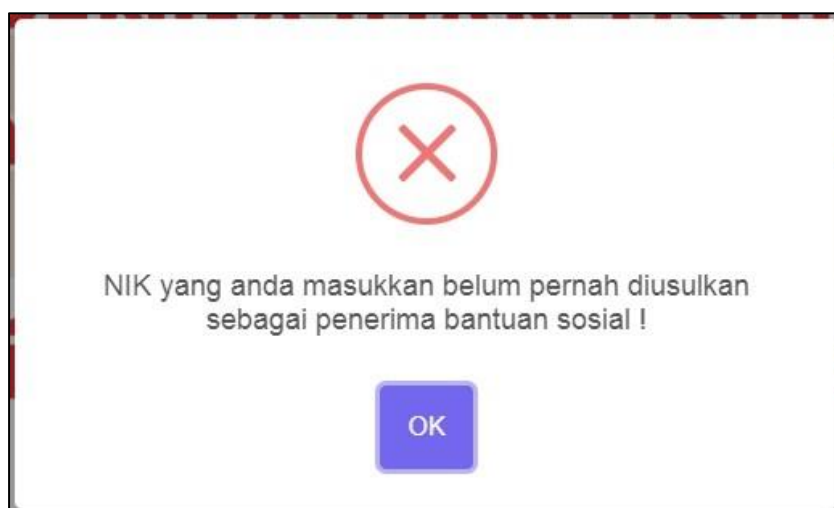 NIK yang anda masukkan belum pernah diusulkan
sebagai penerima bantuan sosial !
OK